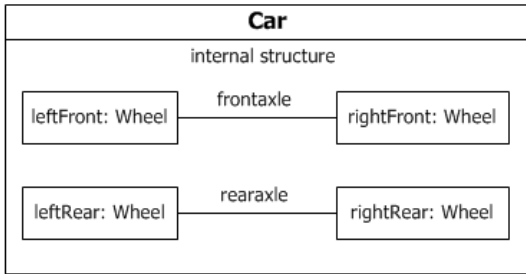 Car
internal structure
frontaxle
leftFront: Wheel
rightFront: Wheel
rearaxle
leftRear: Wheel
rightRear: Wheel